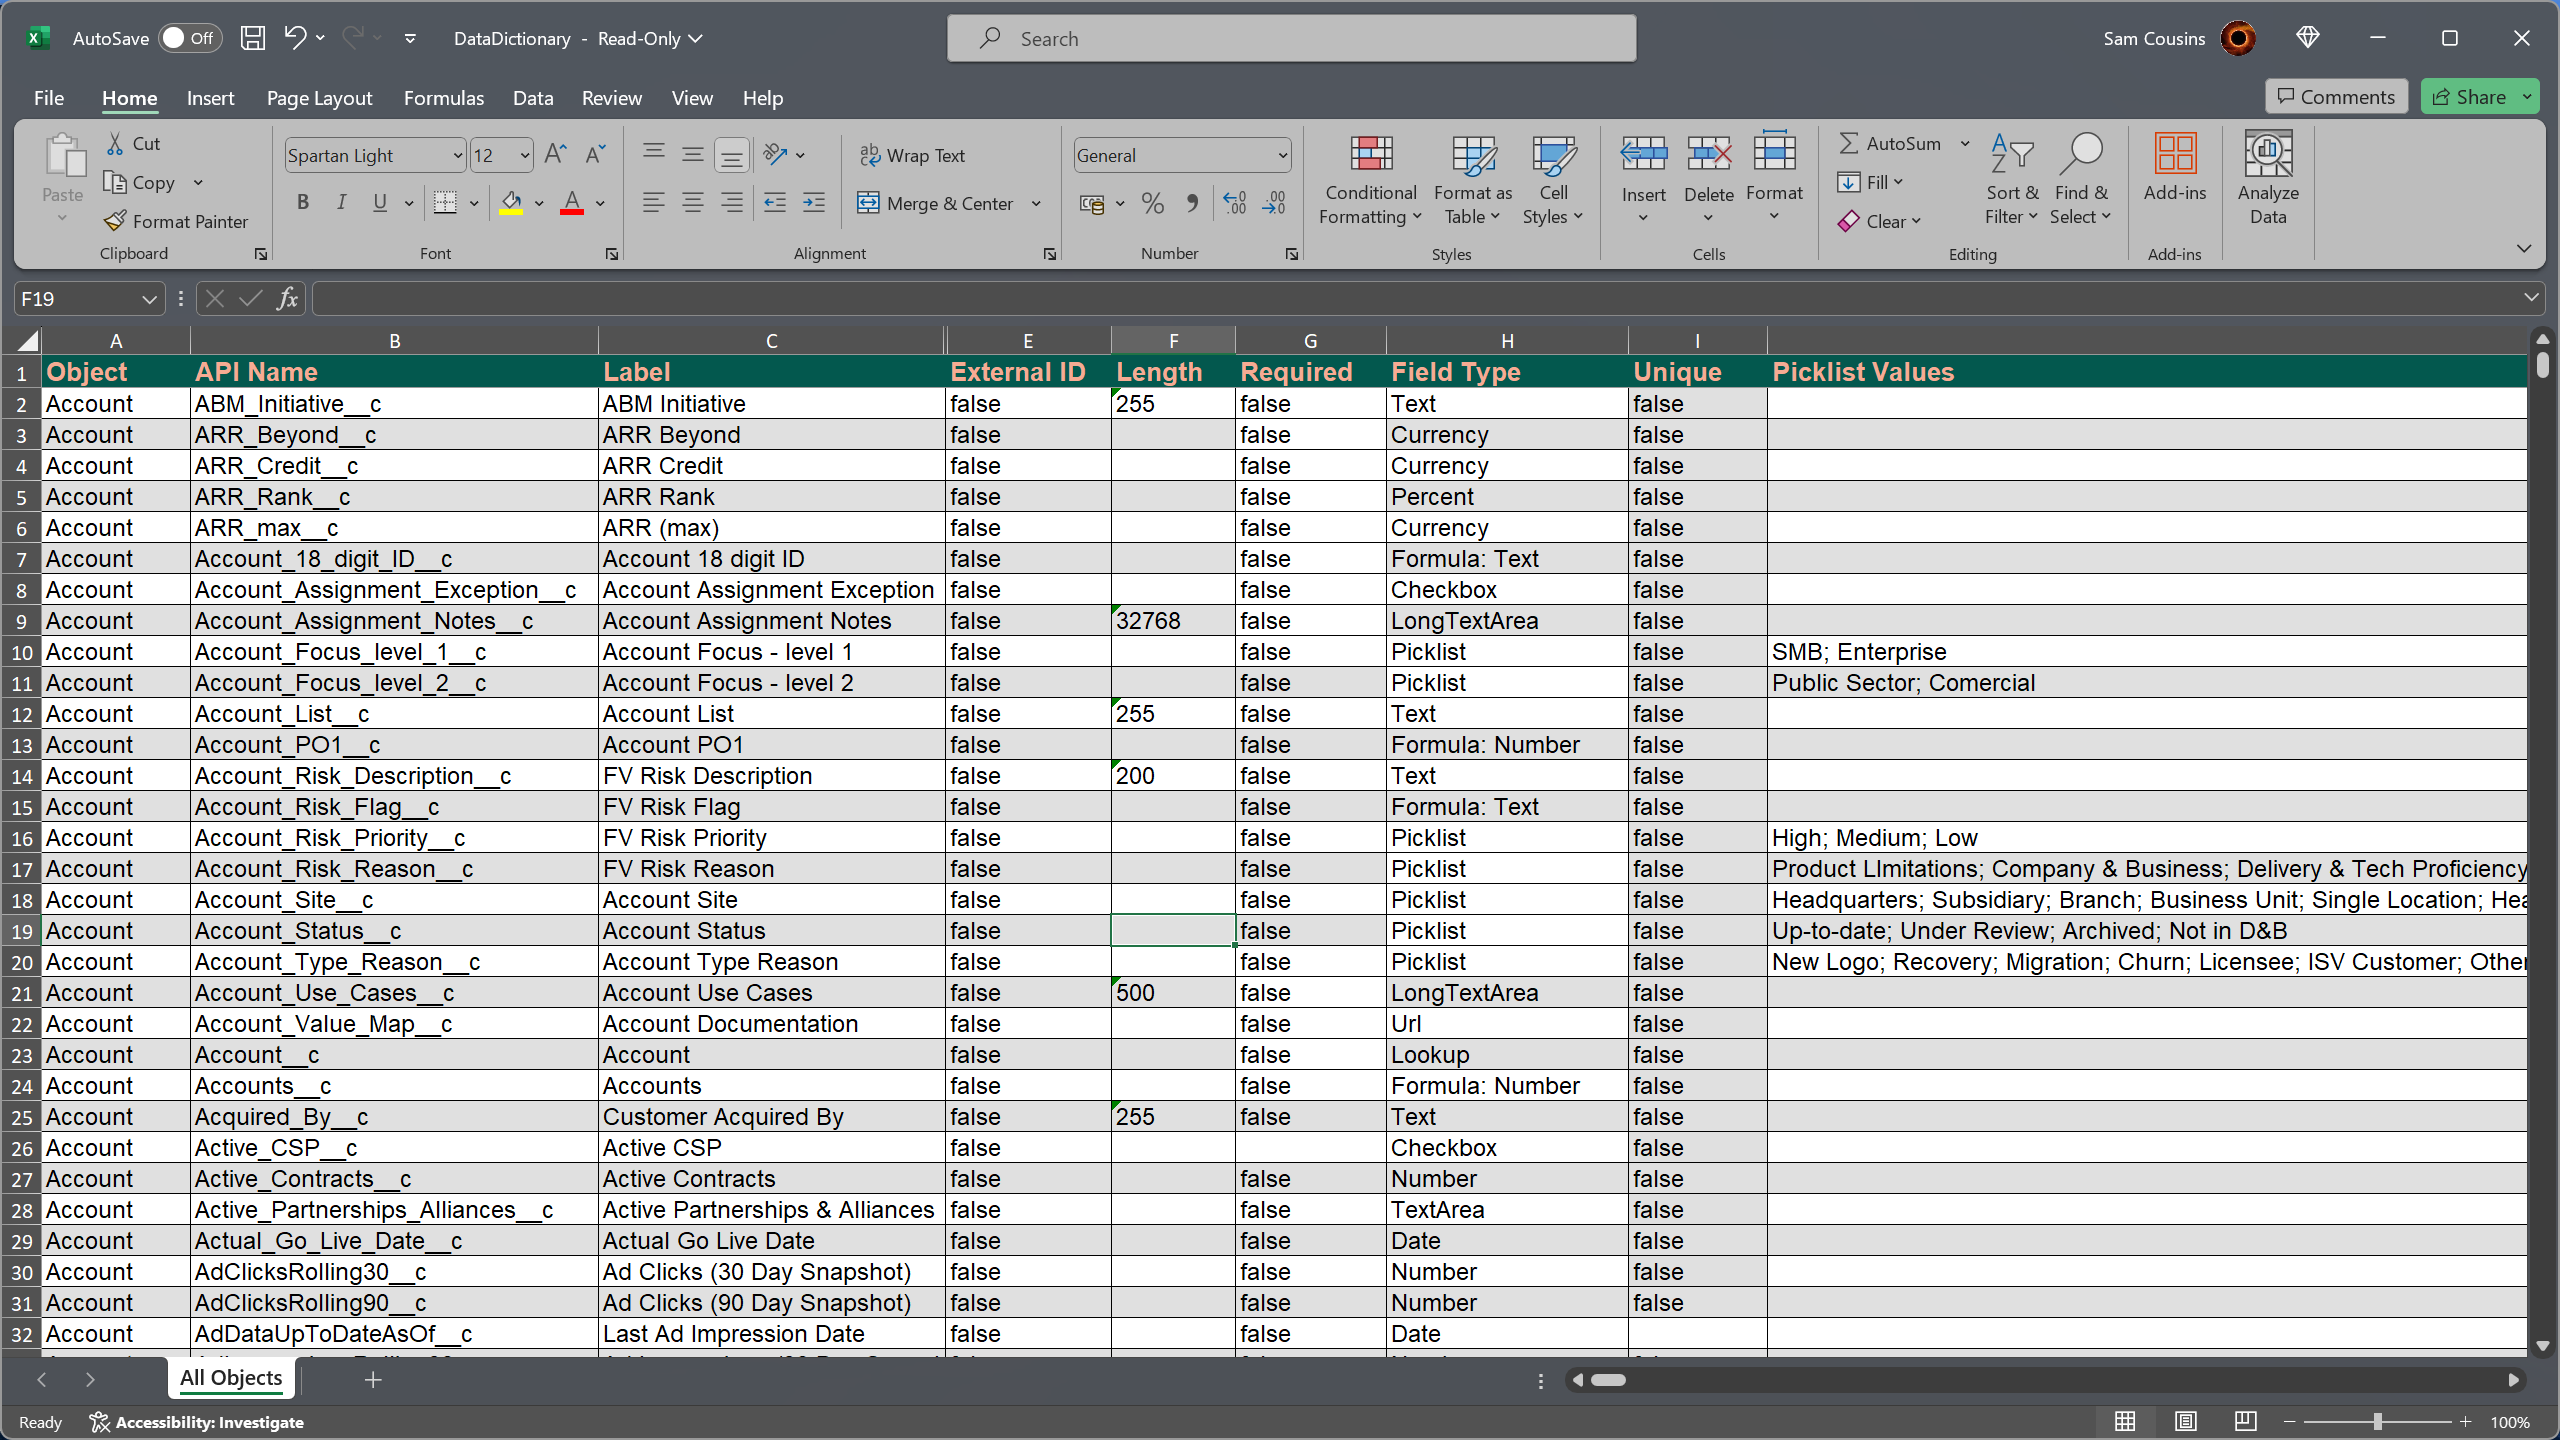 AutoSave Off DataDictionary - Read-Only Search Sam Cousins
File Home Insert Page Layout Formulas Data Review View Help Comments Share
Paste Cut Copy Format Painter Clipboard
Spartan Light 12 B I U A Font
Wrap Text Merge & Center Alignment
General % Number
Conditional Formatting Format as Table Cell Styles Styles
Insert Delete Format Cells
AutoSum Fill Clear Sort & Filter Find & Select Editing
Add-ins Add-ins
Analyze Data
F19 fx
A B C E F G H I
1 Object API Name Label External ID Length Required Field Type Unique Picklist Values
2 Account ABM_Initiative__c ABM Initiative false 255 false Text false
3 Account ARR_Beyond__c ARR Beyond false false Currency false
4 Account ARR_Credit__c ARR Credit false false Currency false
5 Account ARR_Rank__c ARR Rank false false Percent false
6 Account ARR_max__c ARR (max) false false Currency false
7 Account Account_18_digit_ID__c Account 18 digit ID false false Formula: Text false
8 Account Account_Assignment_Exception__c Account Assignment Exception false false Checkbox false
9 Account Account_Assignment_Notes__c Account Assignment Notes false 32768 false LongTextArea false
10 Account Account_Focus_level_1__c Account Focus - level 1 false false Picklist false SMB; Enterprise
11 Account Account_Focus_level_2__c Account Focus - level 2 false false Picklist false Public Sector; Comercial
12 Account Account_List__c Account List false 255 false Text false
13 Account Account_PO1__c Account PO1 false false Formula: Number false
14 Account Account_Risk_Description__c FV Risk Description false 200 false Text false
15 Account Account_Risk_Flag__c FV Risk Flag false false Formula: Text false
16 Account Account_Risk_Priority__c FV Risk Priority false false Picklist false High; Medium; Low
17 Account Account_Risk_Reason__c FV Risk Reason false false Picklist false Product LImitations; Company & Business; Delivery & Tech Proficiency
18 Account Account_Site__c Account Site false false Picklist false Headquarters; Subsidiary; Branch; Business Unit; Single Location; Hea
19 Account Account_Status__c Account Status false false Picklist false Up-to-date; Under Review; Archived; Not in D&B
20 Account Account_Type_Reason__c Account Type Reason false false Picklist false New Logo; Recovery; Migration; Churn; Licensee; ISV Customer; Other
21 Account Account_Use_Cases__c Account Use Cases false 500 false LongTextArea false
22 Account Account_Value_Map__c Account Documentation false false Url false
23 Account Account__c Account false false Lookup false
24 Account Accounts__c Accounts false false Formula: Number false
25 Account Acquired_By__c Customer Acquired By false 255 false Text false
26 Account Active_CSP__c Active CSP false Checkbox false
27 Account Active_Contracts__c Active Contracts false false Number false
28 Account Active_Partnerships_Alliances__c Active Partnerships & Alliances false false TextArea false
29 Account Actual_Go_Live_Date__c Actual Go Live Date false false Date false
30 Account AdClicksRolling30__c Ad Clicks (30 Day Snapshot) false false Number false
31 Account AdClicksRolling90__c Ad Clicks (90 Day Snapshot) false false Number false
32 Account AdDataUpToDateAsOf__c Last Ad Impression Date false false Date
All Objects
Ready Accessibility: Investigate 100%